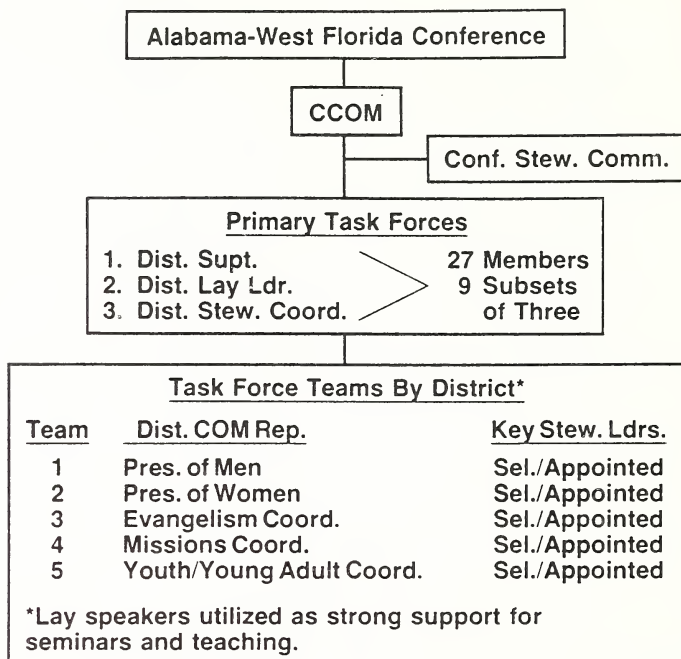 Alabama-West Florida Conference
CCOM
Conf. Stew. Comm.
Primary Task Forces
1. Dist. Supt. 27 Members
2. Dist. Lay Ldr. 9 Subsets
3. Dist. Stew. Coord. of Three
Task Force Teams By District*
Team Dist. COM Rep. Key Stew. Ldrs.
1 Pres. of Men Sel./Appointed
2 Pres. of Women Sel./Appointed
3 Evangelism Coord. Sel./Appointed
4 Missions Coord. Sel./Appointed
5 Youth/Young Adult Coord. Sel./Appointed
*Lay speakers utilized as strong support for
seminars and teaching.